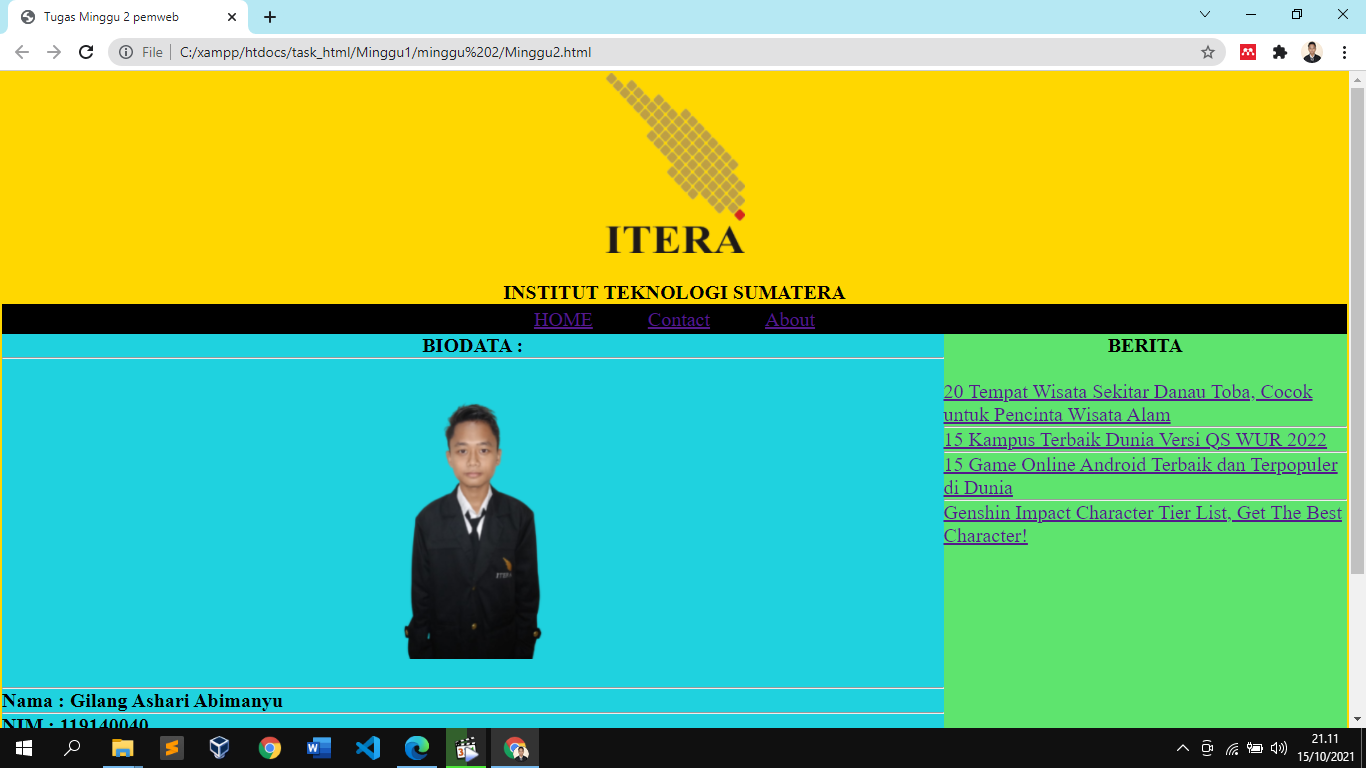 Tugas Minggu 2 pemweb
File
C:/xampp/htdocs/task_html/Minggu1/minggu%202/Minggu2.html
ITERA
INSTITUT TEKNOLOGI SUMATERA
HOME Contact About
BIODATA :
ITERA
Nama : Gilang Ashari Abimanyu
NIM : 119140040
BERITA
20 Tempat Wisata Sekitar Danau Toba, Cocok
untuk Pencinta Wisata Alam
15 Kampus Terbaik Dunia Versi QS WUR 2022
15 Game Online Android Terbaik dan Terpopuler
di Dunia
Genshin Impact Character Tier List, Get The Best
Character!
21.11
15/10/2021